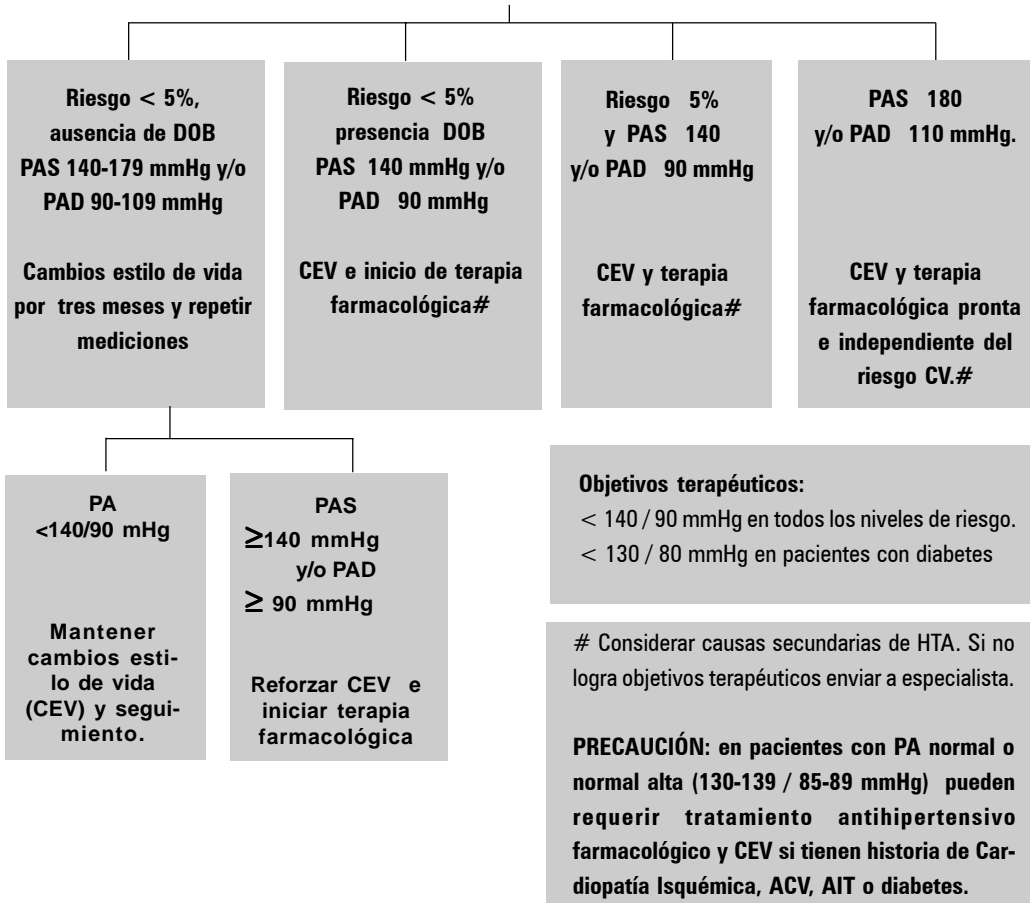 Riesgo < 5%,
ausencia de DOB
PAS 140-179 mmHg y/o
PAD 90-109 mmHg
Cambios estilo de vida
por tres meses y repetir
mediciones
Riesgo < 5%
presencia DOB
PAS 140 mmHg y/o
PAD 90 mmHg
CEV e inicio de terapia
farmacológica#
Riesgo 5%
y PAS 140
y/o PAD 90 mmHg
CEV y terapia
farmacológica#
PAS 180
y/o PAD 110 mmHg.
CEV y terapia
farmacológica pronta
e independiente del
riesgo CV.#
PA
<140/90 mHg
Mantener
cambios esti-
lo de vida
(CEV) y segui-
miento.
PAS
≥140 mmHg
y/o PAD
≥ 90 mmHg
Reforzar CEV e
iniciar terapia
farmacológica
Objetivos terapéuticos:
< 140 / 90 mmHg en todos los niveles de riesgo.
< 130 / 80 mmHg en pacientes con diabetes
# Considerar causas secundarias de HTA. Si no
logra objetivos terapéuticos enviar a especialista.
PRECAUCIÓN: en pacientes con PA normal o
normal alta (130-139 / 85-89 mmHg) pueden
requerir tratamiento antihipertensivo
farmacológico y CEV si tienen historia de Car-
diopatía Isquémica, ACV, AIT o diabetes.